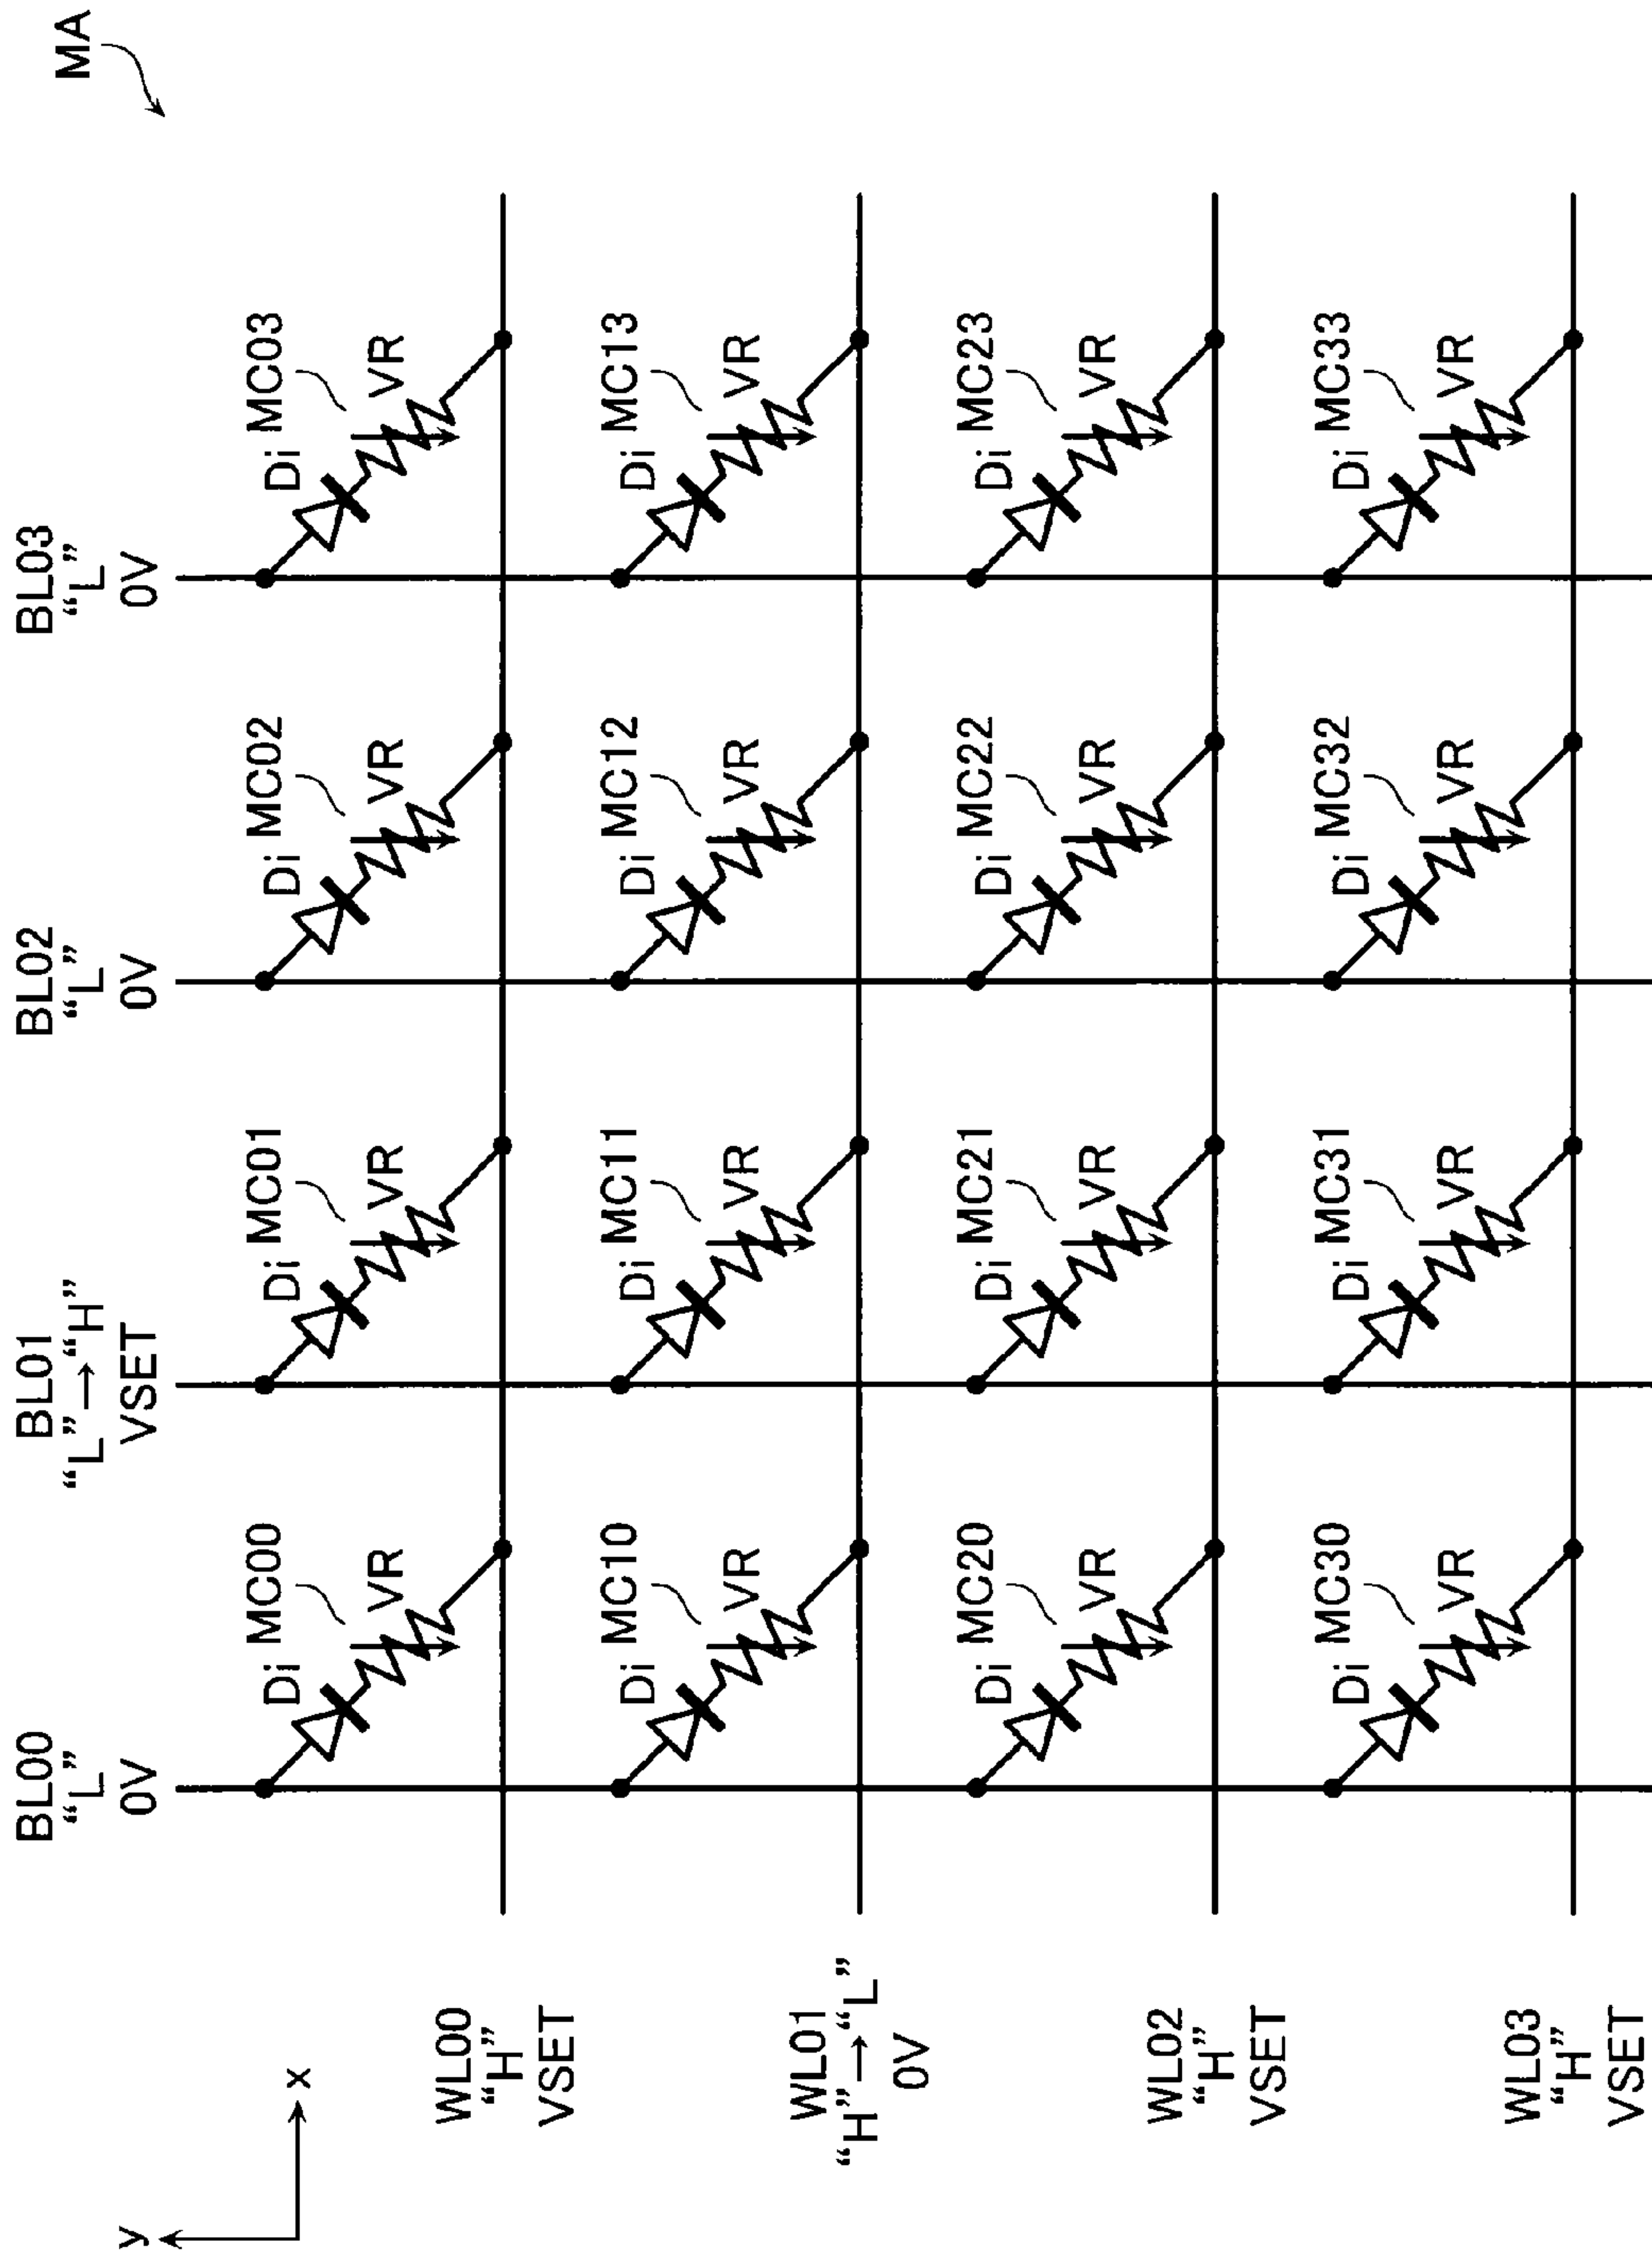 MA
BL00
“L”
0V
BL01
“L”→“H”
VSET
BL02
“L”
0V
BL03
“L”
0V
y
x
Di MC00
VR
Di MC01
VR
Di MC02
VR
Di MC03
VR
WL00
“H”
VSET
Di MC10
VR
Di MC11
VR
Di MC12
VR
Di MC13
VR
WL01
“H”→“L”
0V
Di MC20
VR
Di MC21
VR
Di MC22
VR
Di MC23
VR
WL02
“H”
VSET
Di MC30
VR
Di MC31
VR
Di MC32
VR
Di MC33
VR
WL03
“H”
VSET